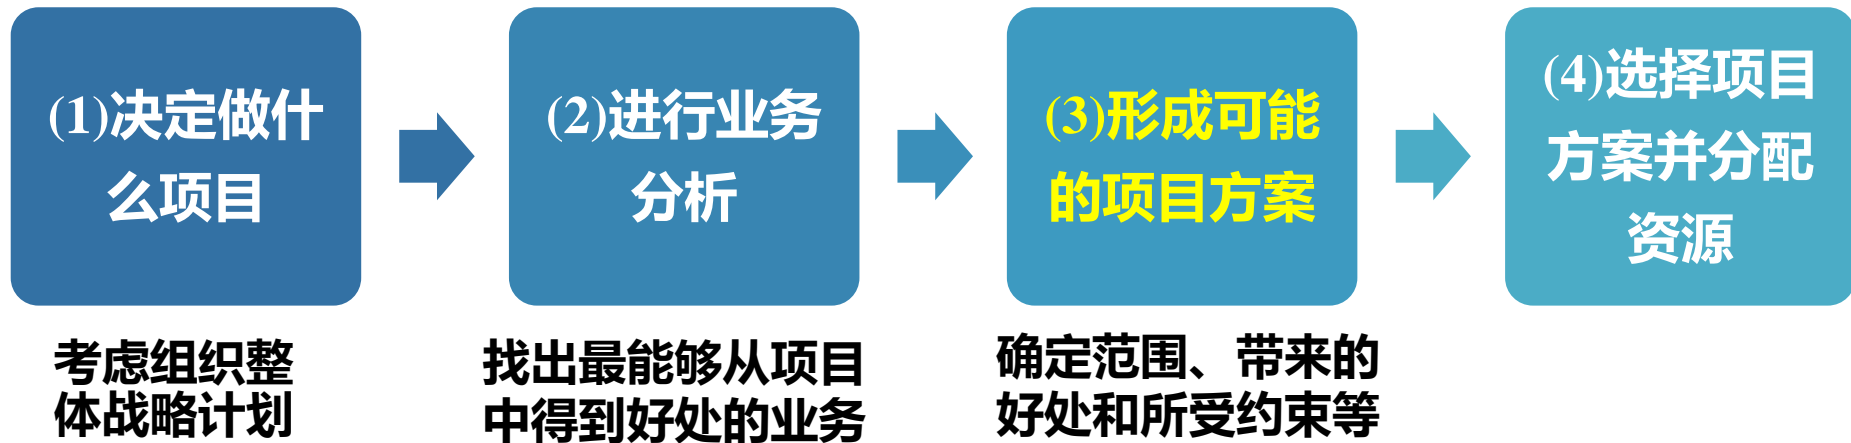 (1)决定做什
么项目
考虑组织整
体战略计划
(2)进行业务
分析
找出最能够从项目
中得到好处的业务
(3)形成可能
的项目方案
确定范围、带来的
好处和所受约束等
(4)选择项目
方案并分配
资源